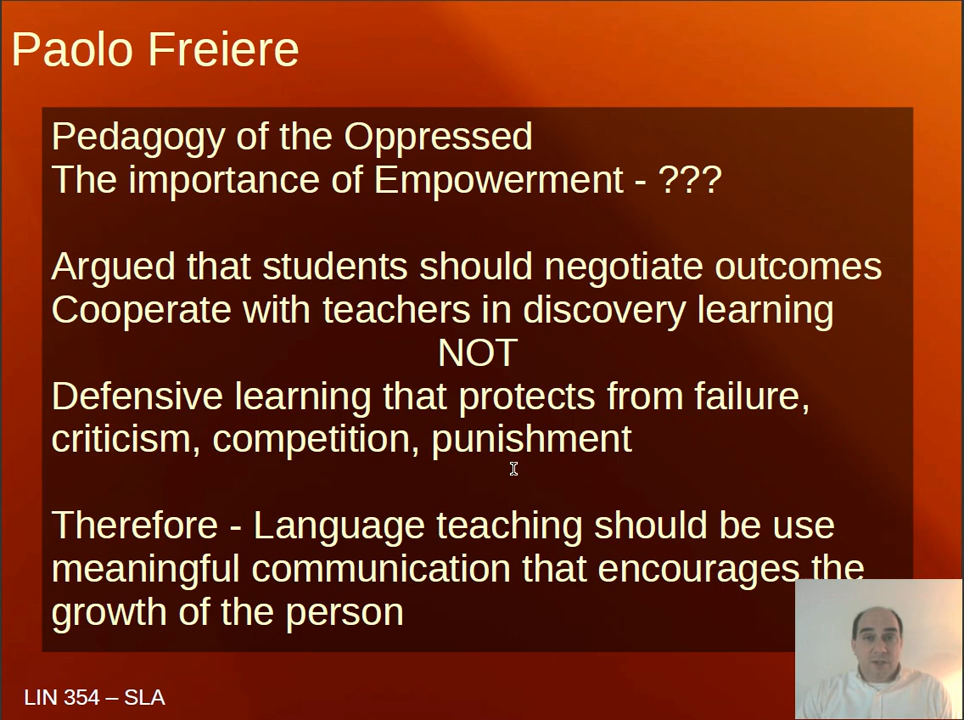 Paolo Freiere
Pedagogy of the Oppressed
The importance of Empowerment - ???
Argued that students should negotiate outcomes
Cooperate with teachers in discovery learning
NOT
Defensive learning that protects from failure,
criticism, competition, punishment
Therefore - Language teaching should be use
meaningful communication that encourages the
growth of the person
LIN 354 – SLA